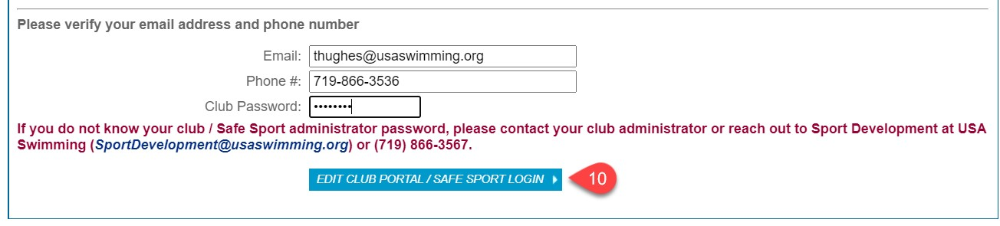 Please verify your email address and phone number
Email: thughes@usaswimming.org
Phone #: 719-866-3536
Club Password: ••••••••
If you do not know your club / Safe Sport administrator password, please contact your club administrator or reach out to Sport Development at USA
Swimming (SportDevelopment@usaswimming.org) or (719) 866-3567.
EDIT CLUB PORTAL / SAFE SPORT LOGIN 10